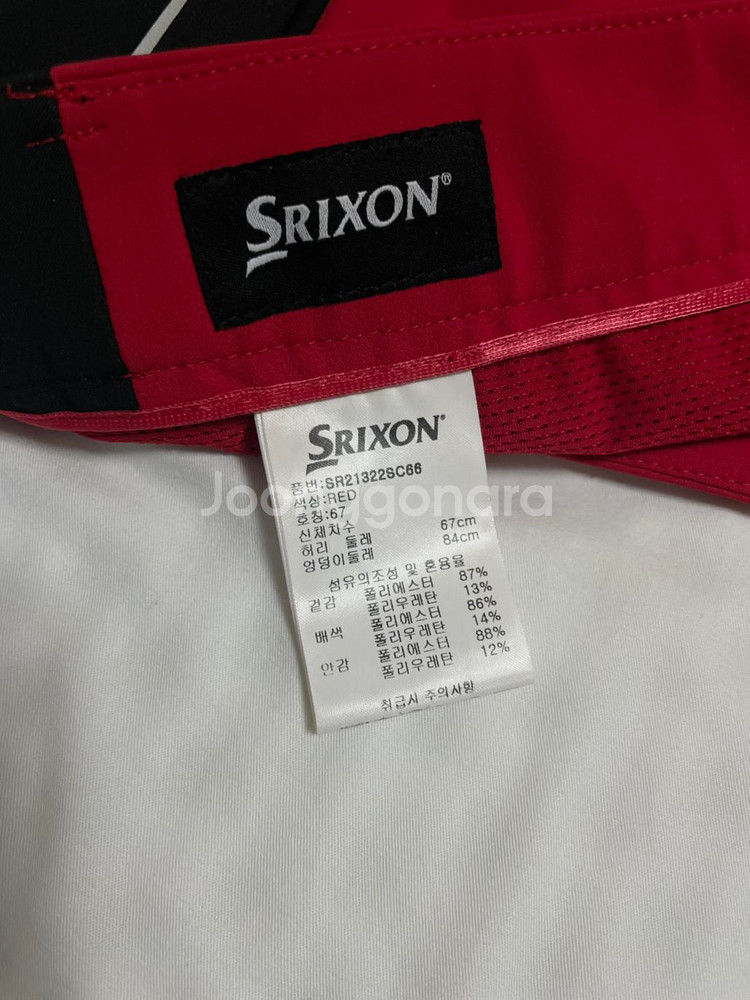 SRIXON®
SRIXON®
품번:SR21322SC66
색상:RED
호칭:67
신체치수
허리 둘레 67cm
엉덩이둘레 84cm
섬유의조성 및 혼용율
겉감 폴리에스터 87%
폴리우레탄 13%
배색 폴리에스터 86%
폴리우레탄 14%
안감 폴리에스터 88%
폴리우레탄 12%
취급시 주의사항
Joonggonara